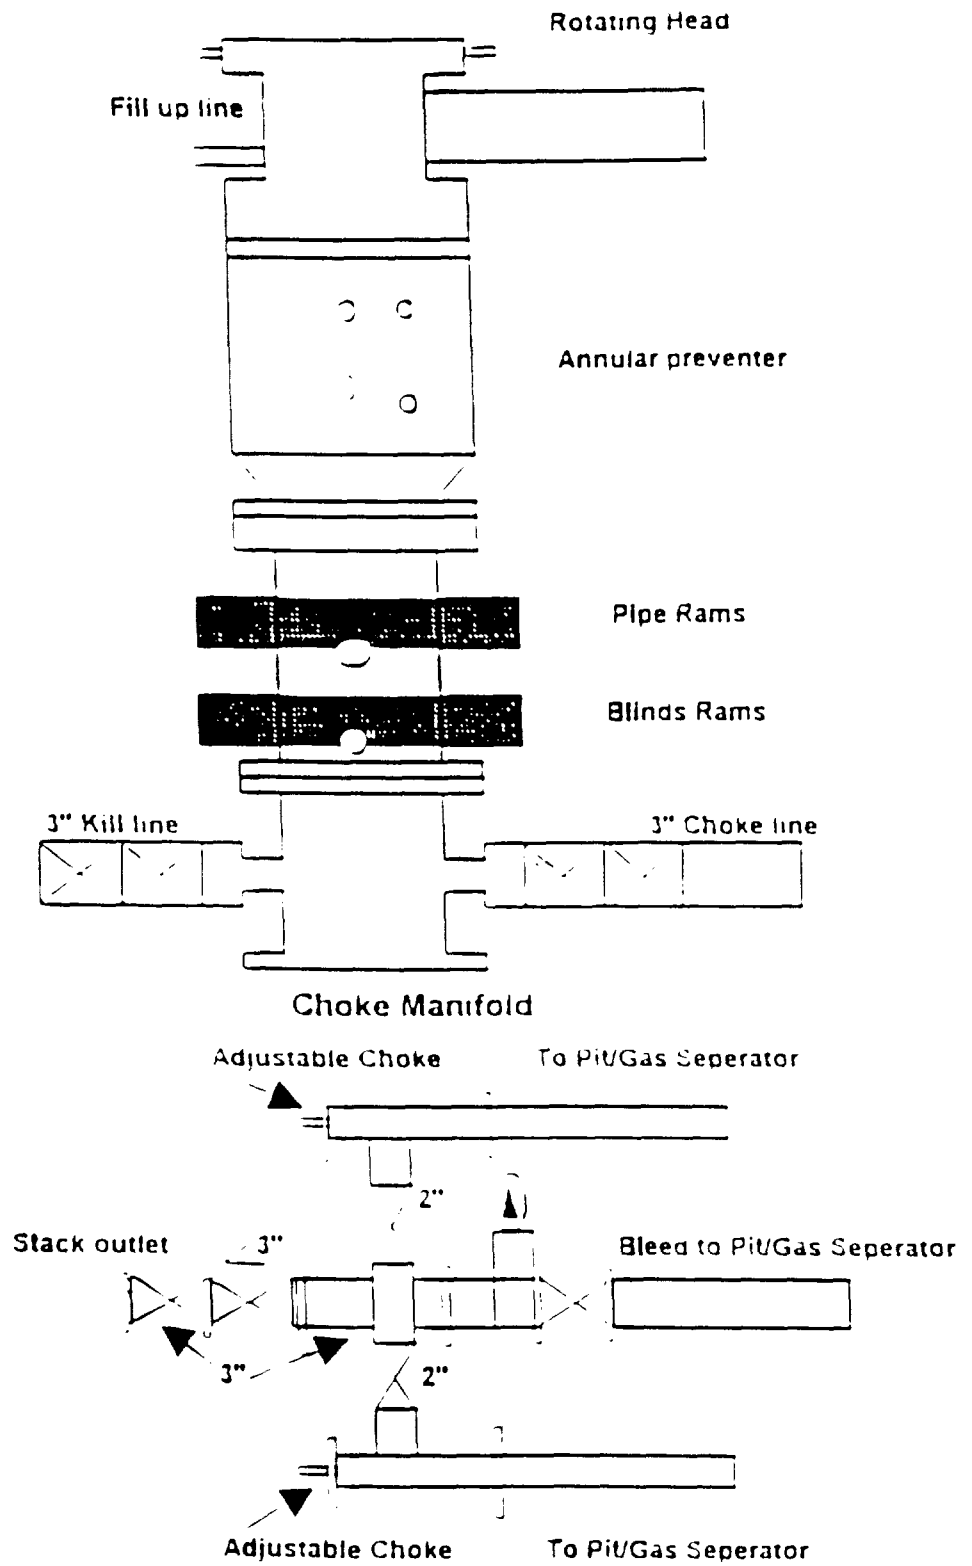 Rotating Head
Fill up line
Annular preventer
Pipe Rams
Blinds Rams
3" Kill line
3" Choke line
Choke Manifold
Adjustable Choke
To Pit/Gas Seperator
2"
Stack outlet
3"
Bleed to Pit/Gas Seperator
3"
2"
Adjustable Choke
To Pit/Gas Seperator